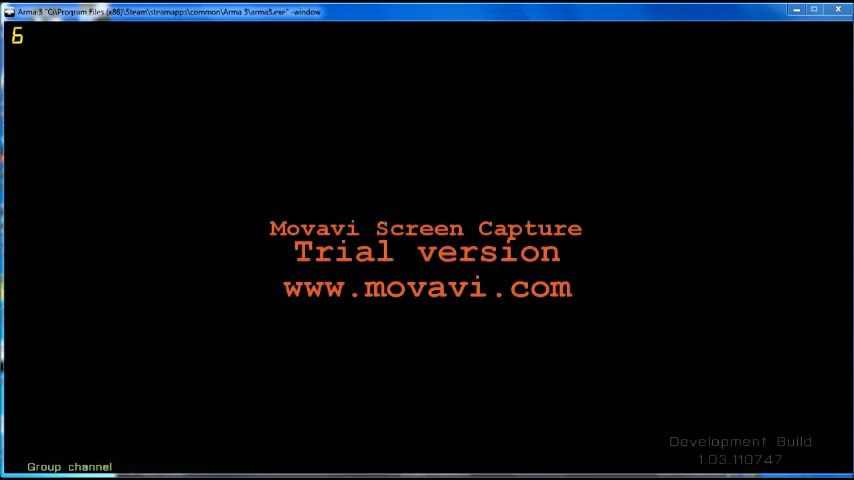 Arma 3 "C:\Program Files (x86)\Steam\steamapps\common\Arma 3\arma3.exe" -window
6
Movavi Screen Capture
Trial version
www.movavi.com
Development Build
1.03.110747
Group channel